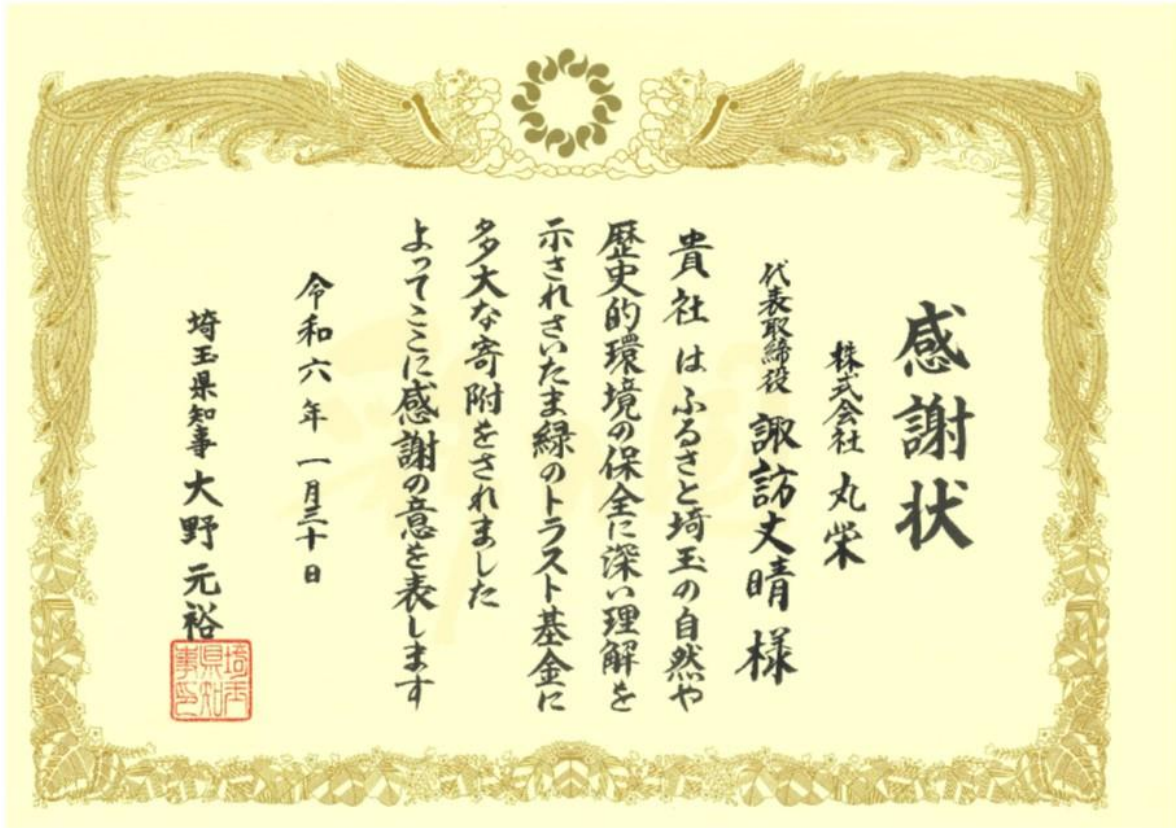 感謝状
株式会社 丸栄
代表取締役 諏訪丈晴 様
貴社はふるさと埼玉の自然や
歴史的環境の保全に深い理解を
示されさいたま緑のトラスト基金に
多大な寄附をされました
よってここに感謝の意を表します
令和六年一月三十日
埼玉県知事 大野元裕
埼玉
県知
事印